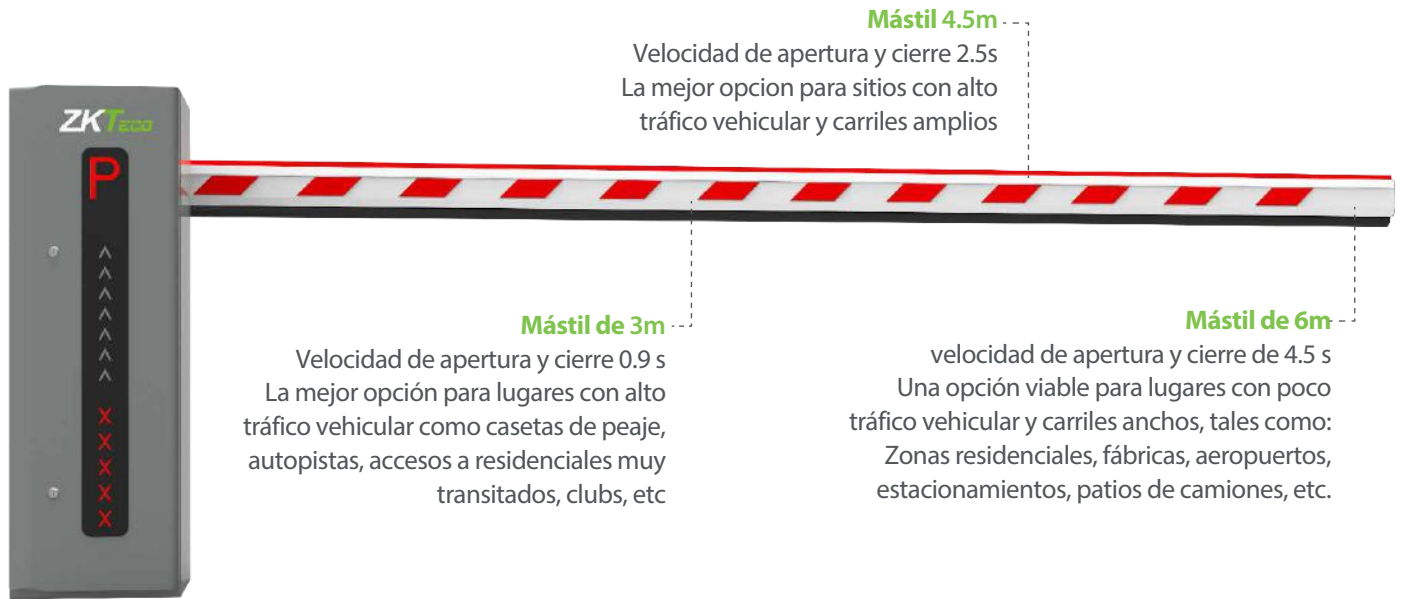 Mástil 4.5m
Velocidad de apertura y cierre 2.5s
La mejor opcion para sitios con alto
tráfico vehicular y carriles amplios
ZKTeco
P
X
X
X
X
X
Mástil de 3m
Velocidad de apertura y cierre 0.9 s
La mejor opción para lugares con alto
tráfico vehicular como casetas de peaje,
autopistas, accesos a residenciales muy
transitados, clubs, etc
Mástil de 6m
velocidad de apertura y cierre de 4.5 s
Una opción viable para lugares con poco
tráfico vehicular y carriles anchos, tales como:
Zonas residenciales, fábricas, aeropuertos,
estacionamientos, patios de camiones, etc.